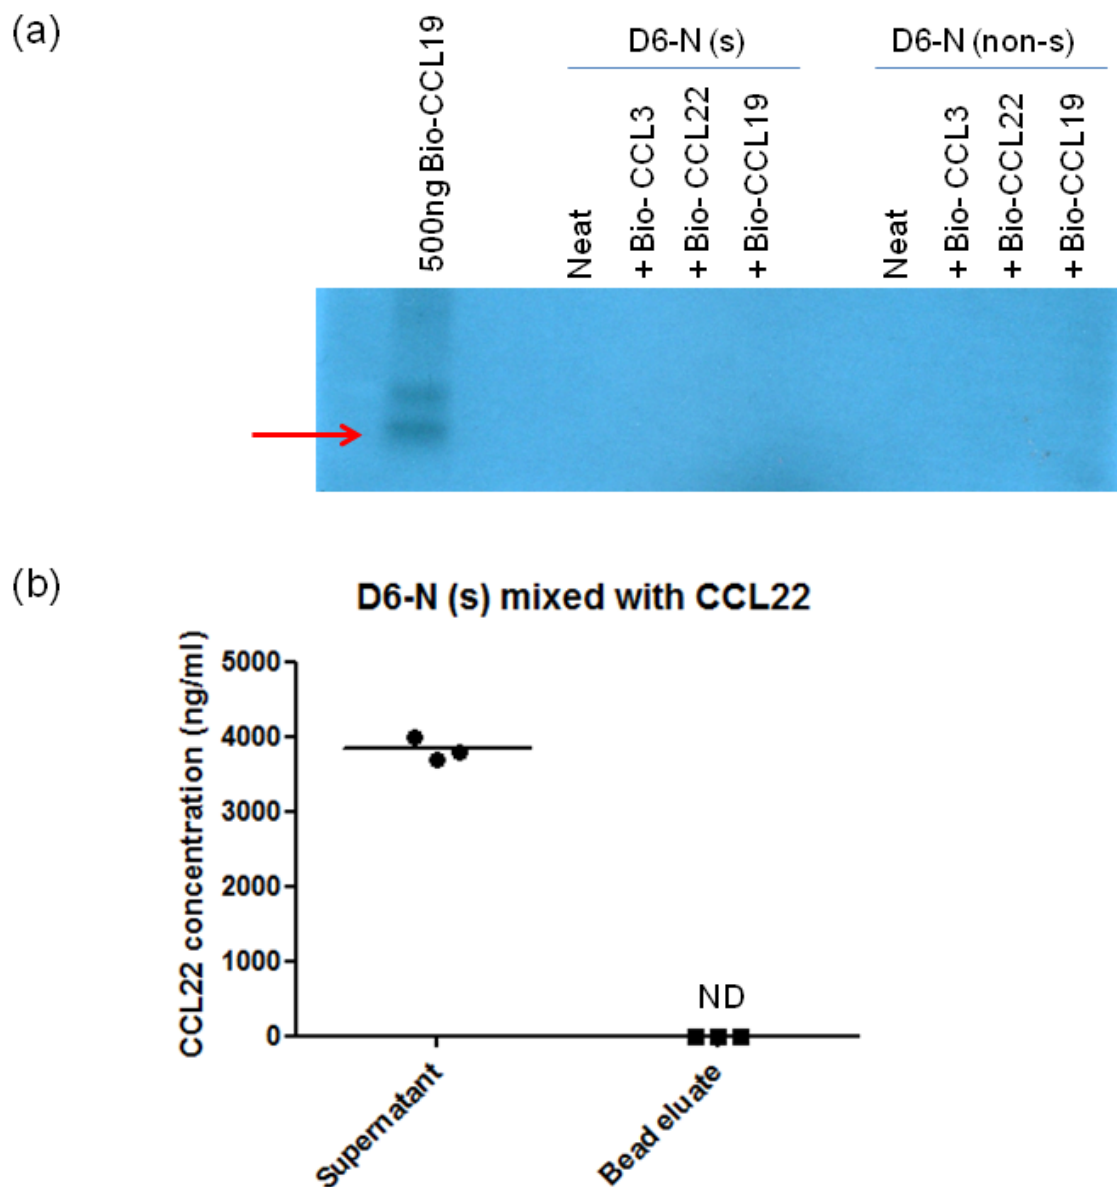 (a)
D6-N (s)
D6-N (non-s)
500ng Bio-CCL19
Neat
+ Bio- CCL3
+ Bio- CCL22
+ Bio-CCL19
Neat
+ Bio-CCL3
+ Bio-CCL22
+ Bio-CCL19
(b)
D6-N (s) mixed with CCL22
CCL22 concentration (ng/ml)
5000
4000
3000
2000
1000
0
ND
Supernatant
Bead eluate